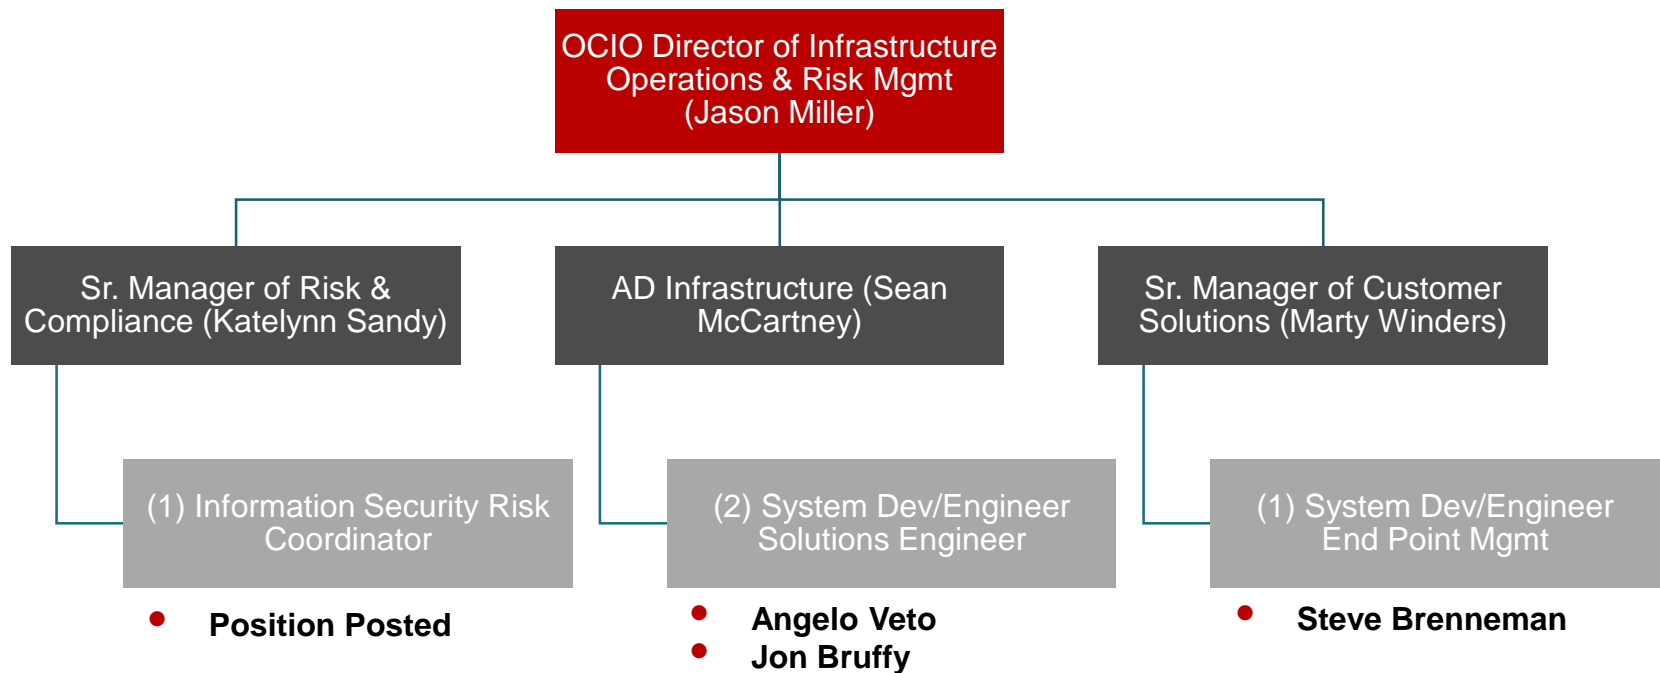 OCIO Director of Infrastructure
Operations & Risk Mgmt
(Jason Miller)
Sr. Manager of Risk &
Compliance (Katelynn Sandy)
AD Infrastructure (Sean
McCartney)
Sr. Manager of Customer
Solutions (Marty Winders)
(1) Information Security Risk
Coordinator
(2) System Dev/Engineer
Solutions Engineer
(1) System Dev/Engineer
End Point Mgmt
• Position Posted
• Angelo Veto
• Jon Bruffy
• Steve Brenneman